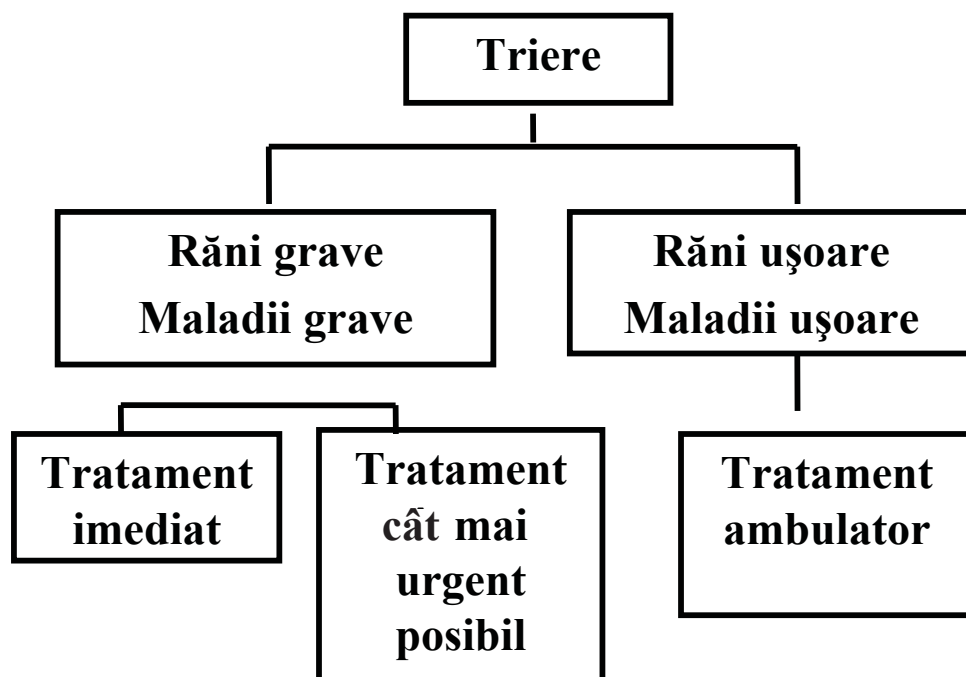 Triere
Răni grave
Maladii grave
Răni uşoare
Maladii uşoare
Tratament
imediat
Tratament
cât mai
urgent
posibil
Tratament
ambulator